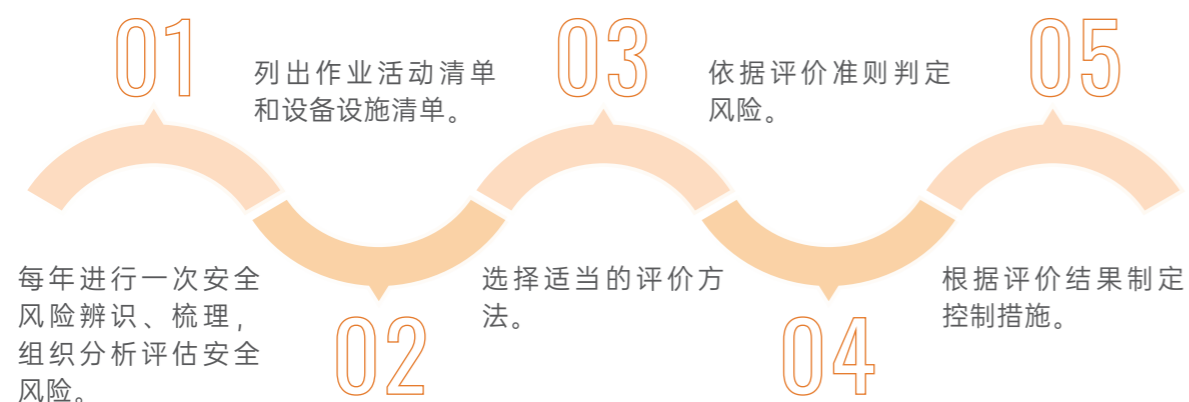 01
每年进行一次安全
风险辨识、梳理，
组织分析评估安全
风险。
02
列出作业活动清单
和设备设施清单。
03
选择适当的评价方
法。
04
依据评价准则判定
风险。
05
根据评价结果制定
控制措施。